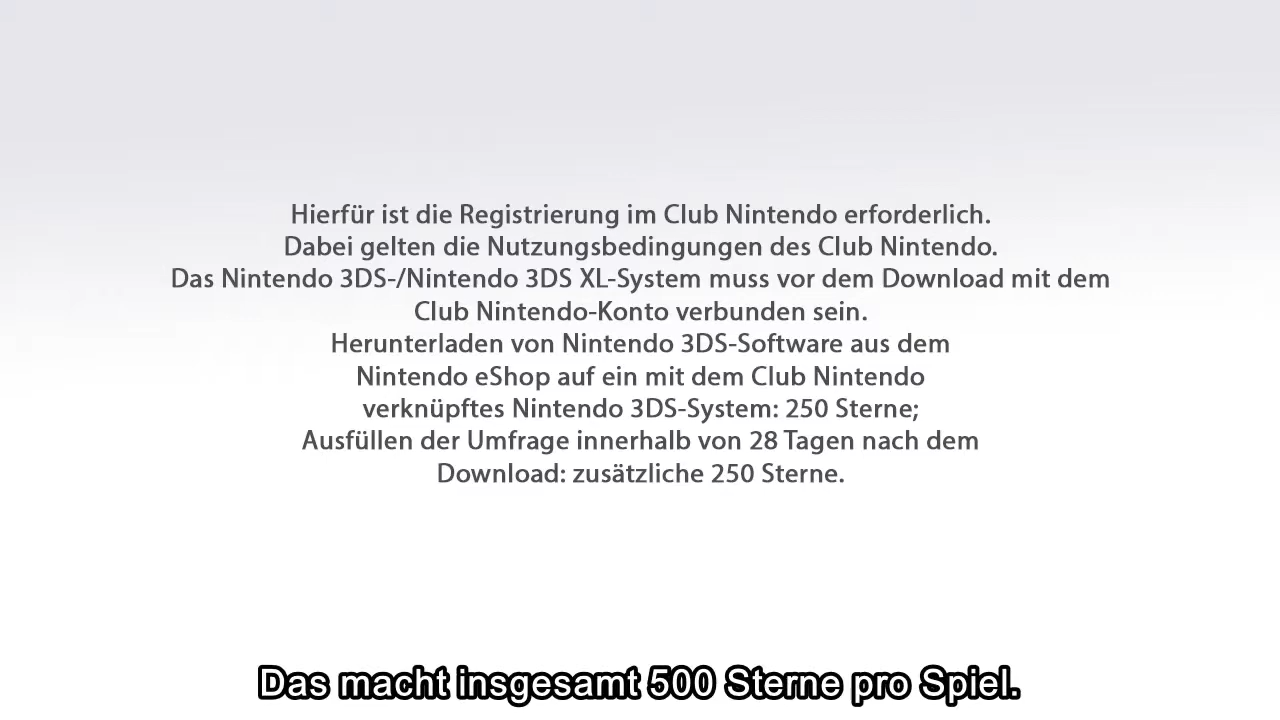 Hierfür ist die Registrierung im Club Nintendo erforderlich.
Dabei gelten die Nutzungsbedingungen des Club Nintendo.
Das Nintendo 3DS-/Nintendo 3DS XL-System muss vor dem Download mit dem
Club Nintendo-Konto verbunden sein.
Herunterladen von Nintendo 3DS-Software aus dem
Nintendo eShop auf ein mit dem Club Nintendo
verknüpftes Nintendo 3DS-System: 250 Sterne;
Ausfüllen der Umfrage innerhalb von 28 Tagen nach dem
Download: zusätzliche 250 Sterne.
Das macht insgesamt 500 Sterne pro Spiel.